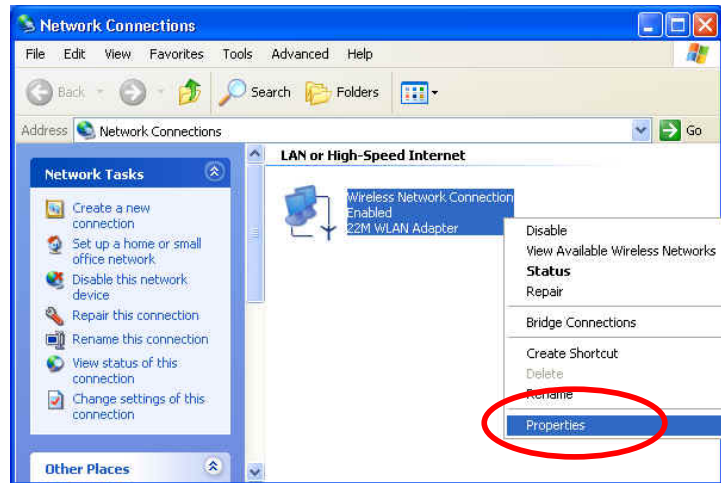 Network Connections
File Edit View Favorites Tools Advanced Help
Back Search Folders
Address Network Connections Go
Network Tasks
Create a new
connection
Set up a home or small
office network
Disable this network
device
Repair this connection
Rename this connection
View status of this
connection
Change settings of this
connection
Other Places
LAN or High-Speed Internet
Wireless Network Connection
Enabled
22M WLAN Adapter
Disable
View Available Wireless Networks
Status
Repair
Bridge Connections
Create Shortcut
Delete
Rename
Properties